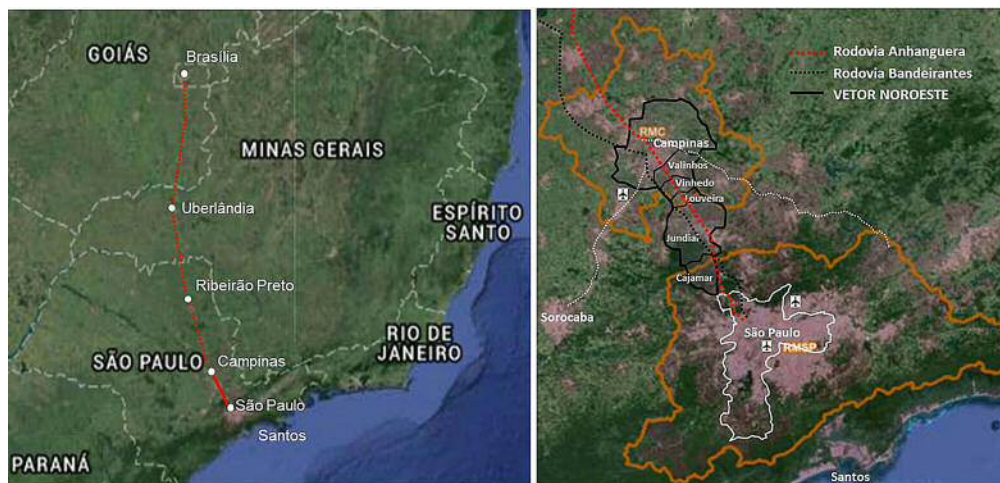 GOIÁS
Brasília
MINAS GERAIS
Uberlândia
ESPÍRITO
SANTO
Ribeirão Preto
RIO DE
JANEIRO
SÃO PAULO
Campinas
São Paulo
Santos
PARANÁ
Rodovia Anhanguera
Rodovia Bandeirantes
VETOR NOROESTE
RMC
Campinas
Valinhos
Vinhedo
Louveira
Jundiaí
Cajamar
Sorocaba
São Paulo
RMSP
Santos